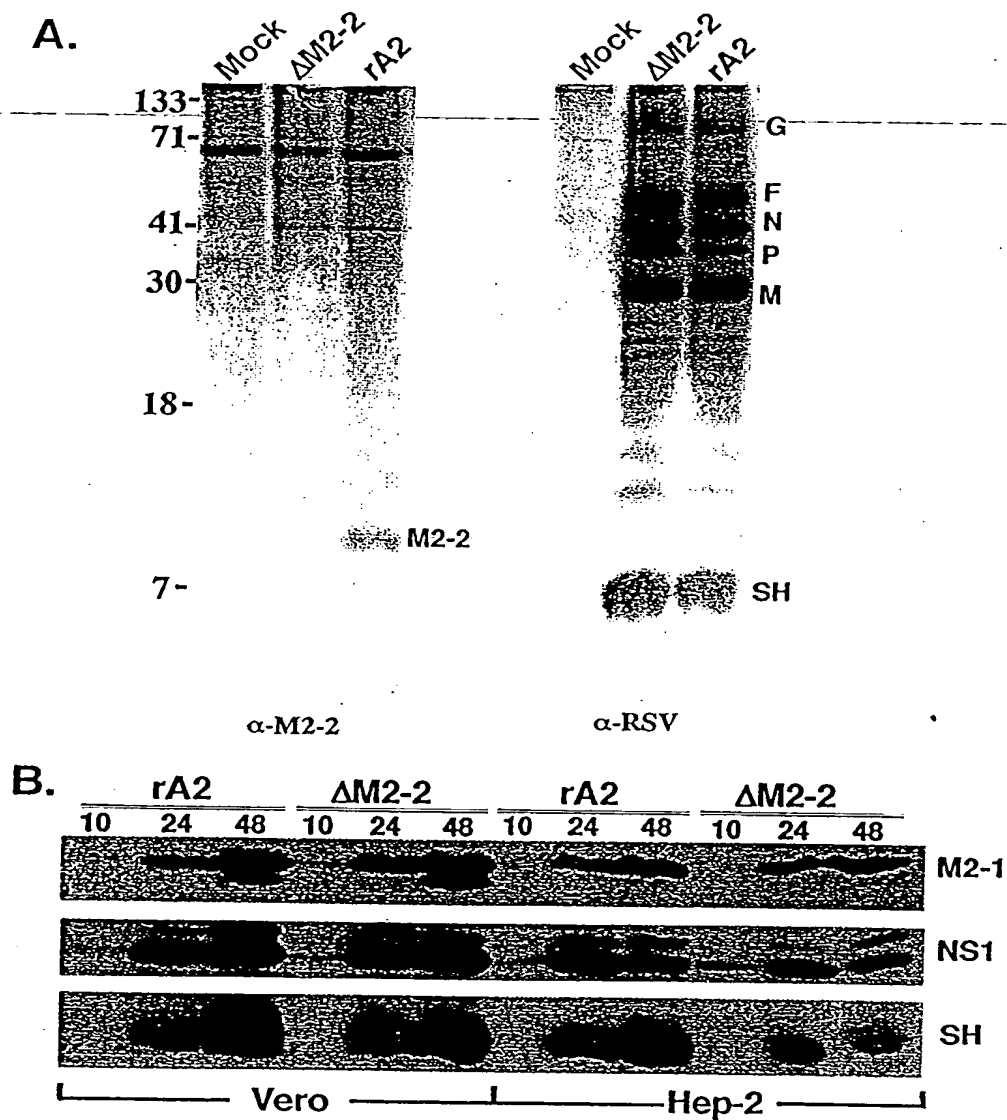 A.
Mock ΔM2-2 rA2 Mock ΔM2-2 rA2
133-
71-
41-
30-
18-
7-
G
F
N
P
M
M2-2
SH
α-M2-2 α-RSV
B.
rA2 ΔM2-2 rA2 ΔM2-2
10 24 48 10 24 48 10 24 48 10 24 48
M2-1
NS1
SH
Vero Hep-2